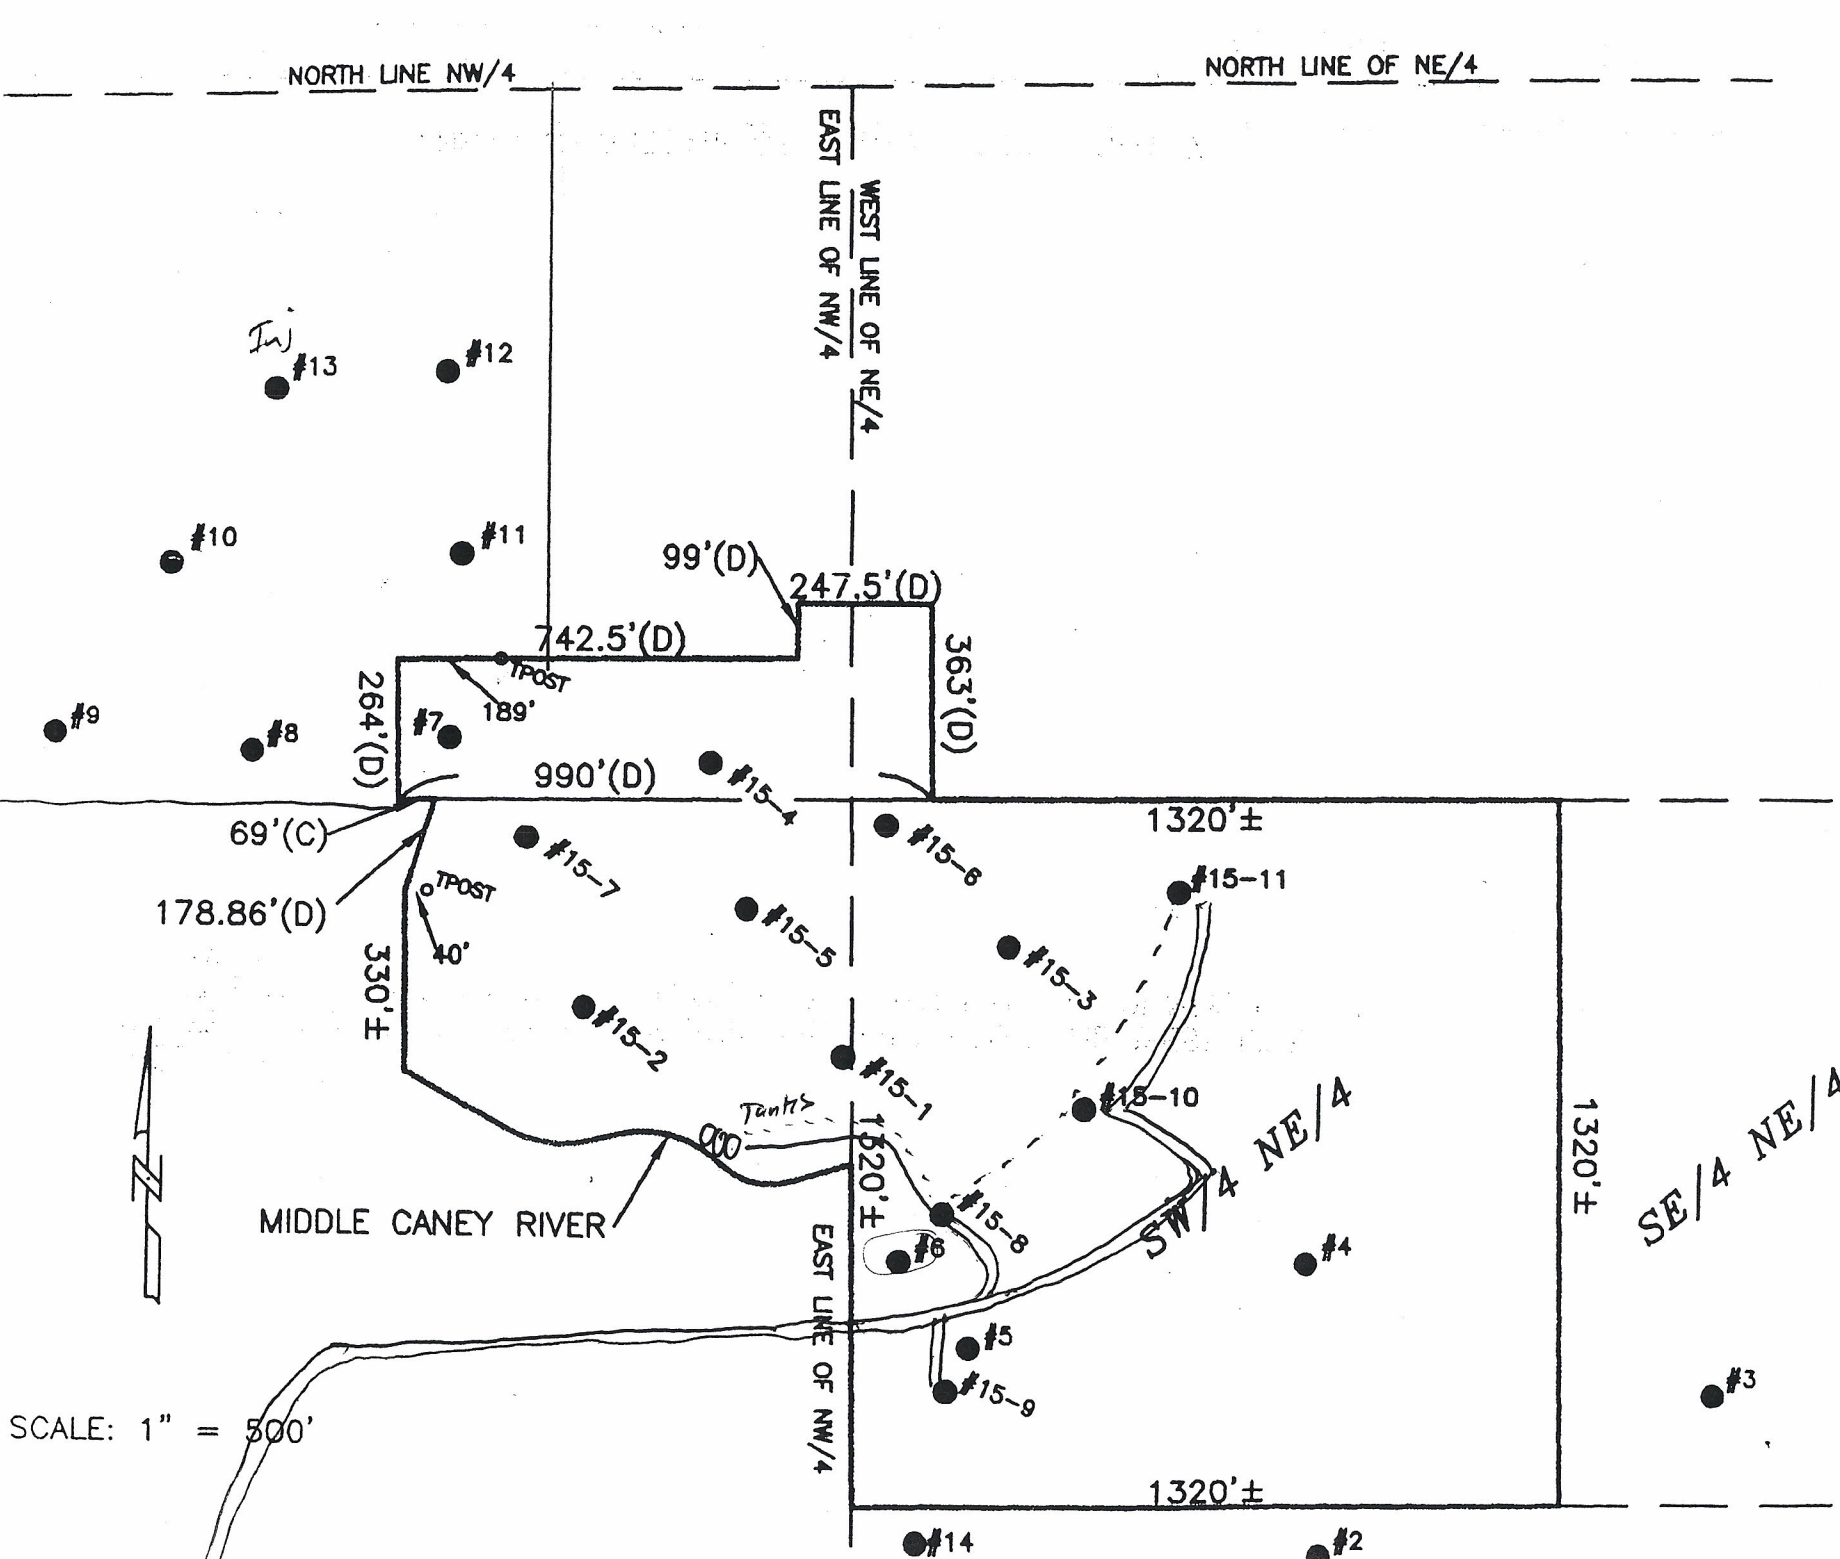 NORTH LINE NW/4
NORTH LINE OF NE/4
EAST LINE OF NW/4
WEST LINE OF NE/4
Inj
#13
#12
#10
#11
99'(D)
247.5'(D)
742.5'(D)
TPOST
189'
264'(D)
363'(D)
#9
#8
#7
990'(D)
#15-4
69'(C)
1320'±
#15-7
#15-6
#15-11
TPOST
178.86'(D)
40'
330'±
#15-5
#15-3
#15-2
#15-1
#15-10
Tanks
1320'±
1320'±
SW/4 NE/4
SE/4 NE/4
MIDDLE CANEY RIVER
#15-8
#6
#4
EAST LINE OF NW/4
#5
#15-9
#3
SCALE: 1" = 500'
1320'±
#14
#2